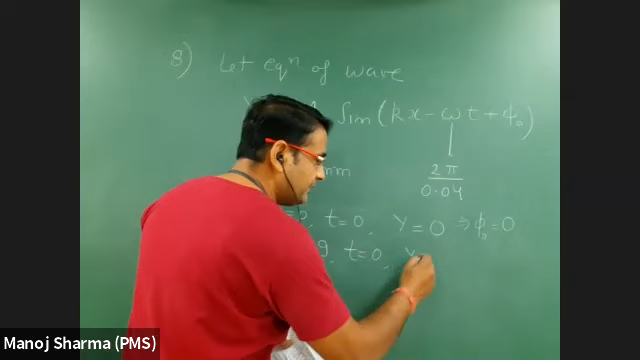 8) Let eqⁿ of wave
Y Sin (kx - ωt + φ₀)
2π
0.04
mm
t=0, Y = 0 ⇒ φ₀ = 0
t=0, Y
Manoj Sharma (PMS)